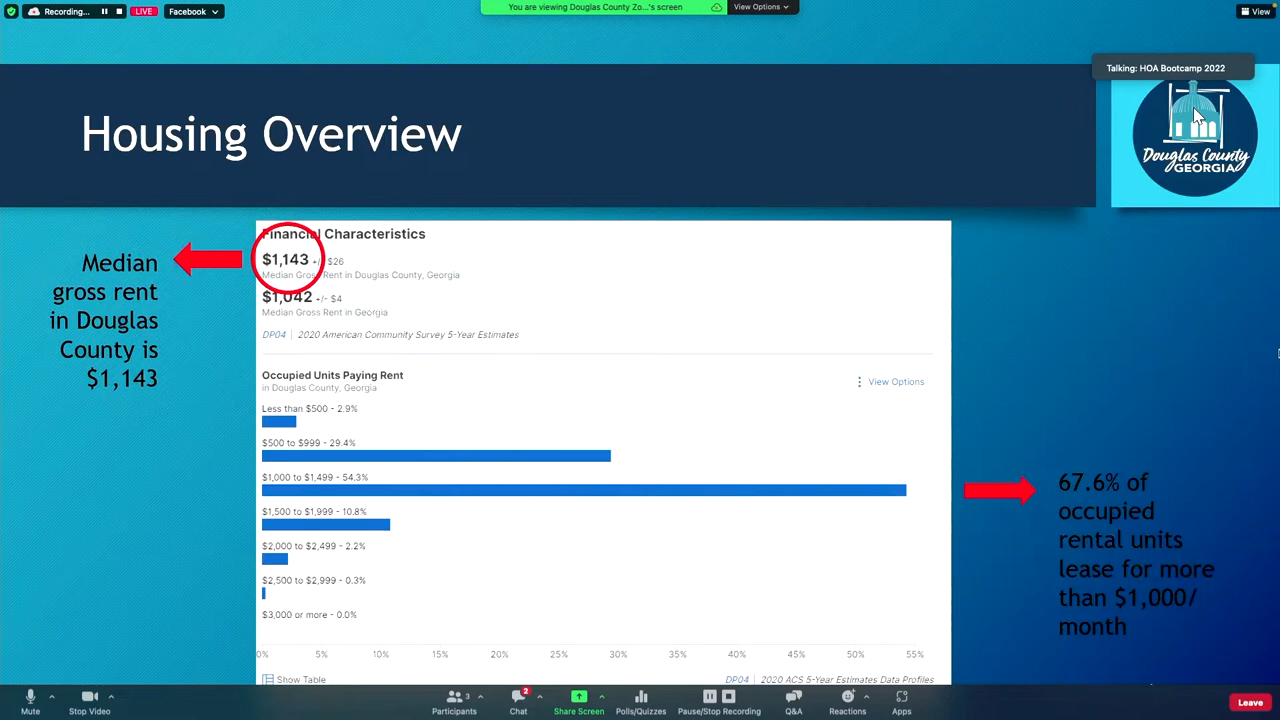 Recording...
LIVE
Facebook
You are viewing Douglas County Zo...'s screen
View Options
View
Talking: HOA Bootcamp 2022
Housing Overview
Douglas County
GEORGIA
Median
gross rent
in Douglas
County is
$1,143
Financial Characteristics
$1,143 +/- $26
Median Gross Rent in Douglas County, Georgia
$1,042 +/- $4
Median Gross Rent in Georgia
DP04 | 2020 American Community Survey 5-Year Estimates
Occupied Units Paying Rent
in Douglas County, Georgia
View Options
Less than $500 - 2.9%
$500 to $999 - 29.4%
$1,000 to $1,499 - 54.3%
$1,500 to $1,999 - 10.8%
$2,000 to $2,499 - 2.2%
$2,500 to $2,999 - 0.3%
$3,000 or more - 0.0%
0% 5% 10% 15% 20% 25% 30% 35% 40% 45% 50% 55%
Show Table
DP04 | 2020 ACS 5-Year Estimates Data Profiles
67.6% of
occupied
rental units
lease for more
than $1,000/
month
Mute
Stop Video
3
Participants
2
Chat
Share Screen
Polls/Quizzes
Pause/Stop Recording
Q&A
Reactions
Apps
Leave